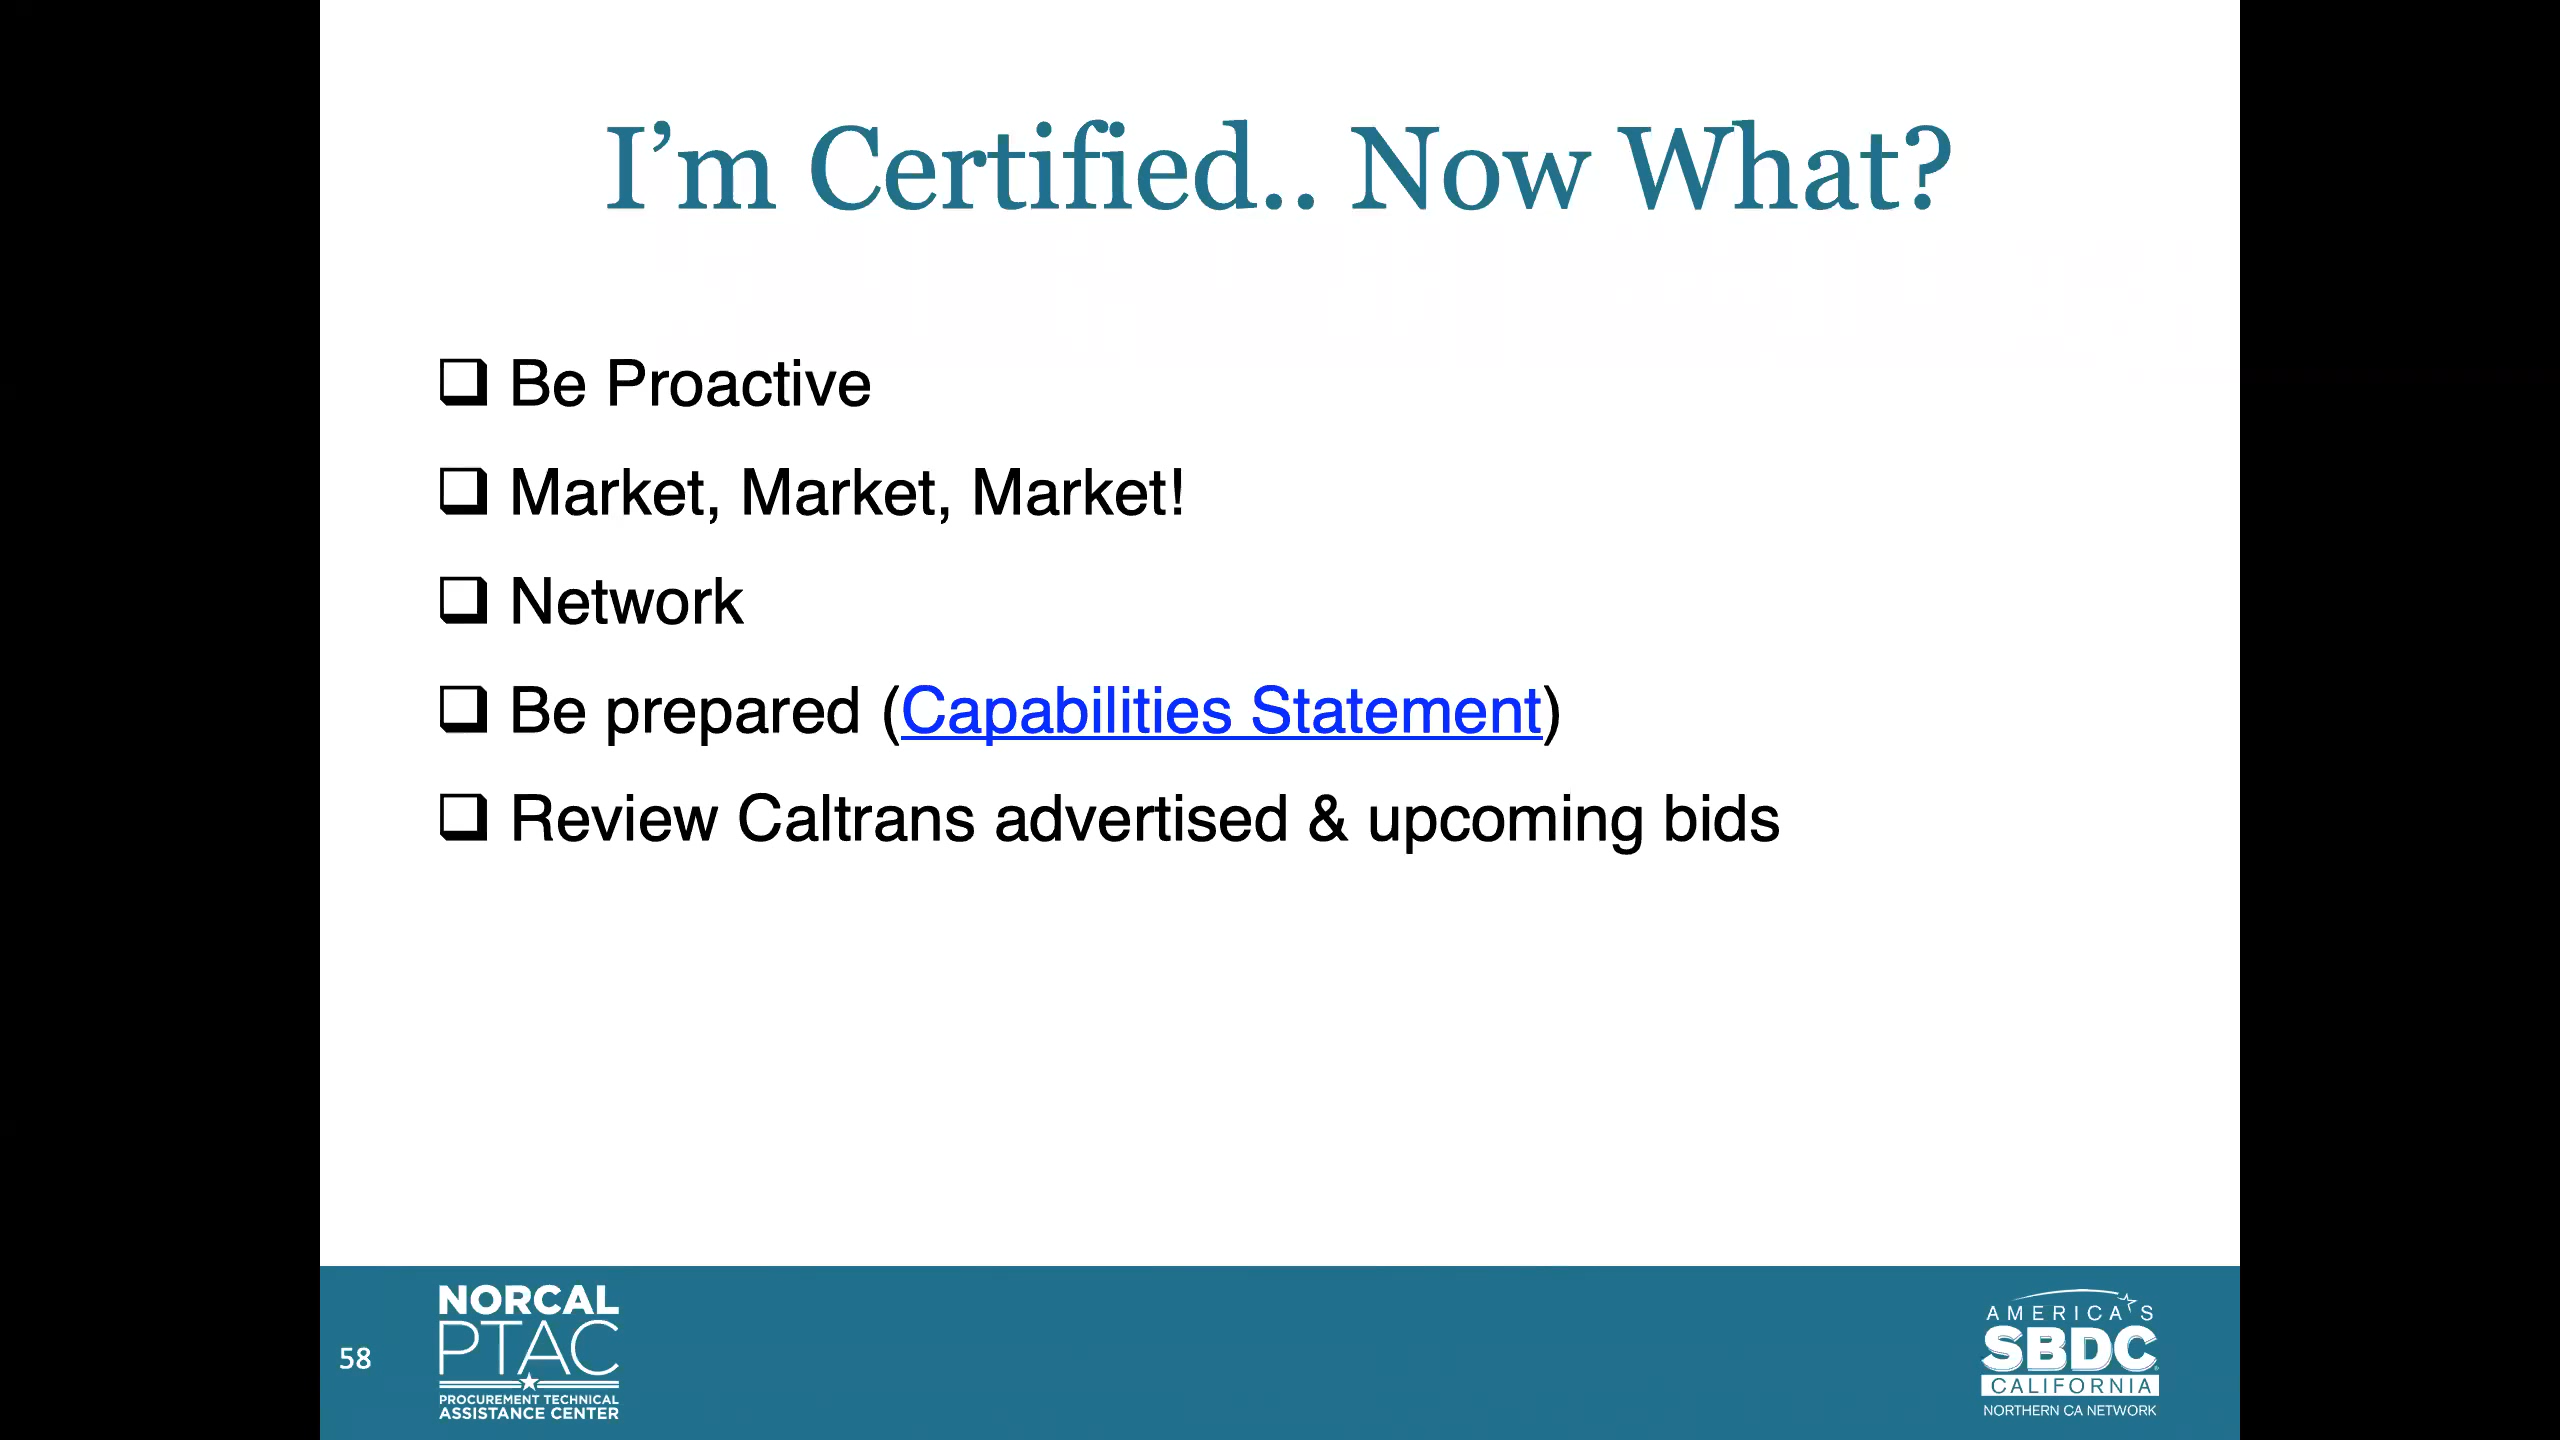 I’m Certified.. Now What?
Be Proactive
Market, Market, Market!
Network
Be prepared (Capabilities Statement)
Review Caltrans advertised & upcoming bids
58
NORCAL
PTAC
PROCUREMENT TECHNICAL
ASSISTANCE CENTER
AMERICA'S
SBDC
CALIFORNIA
NORTHERN CA NETWORK